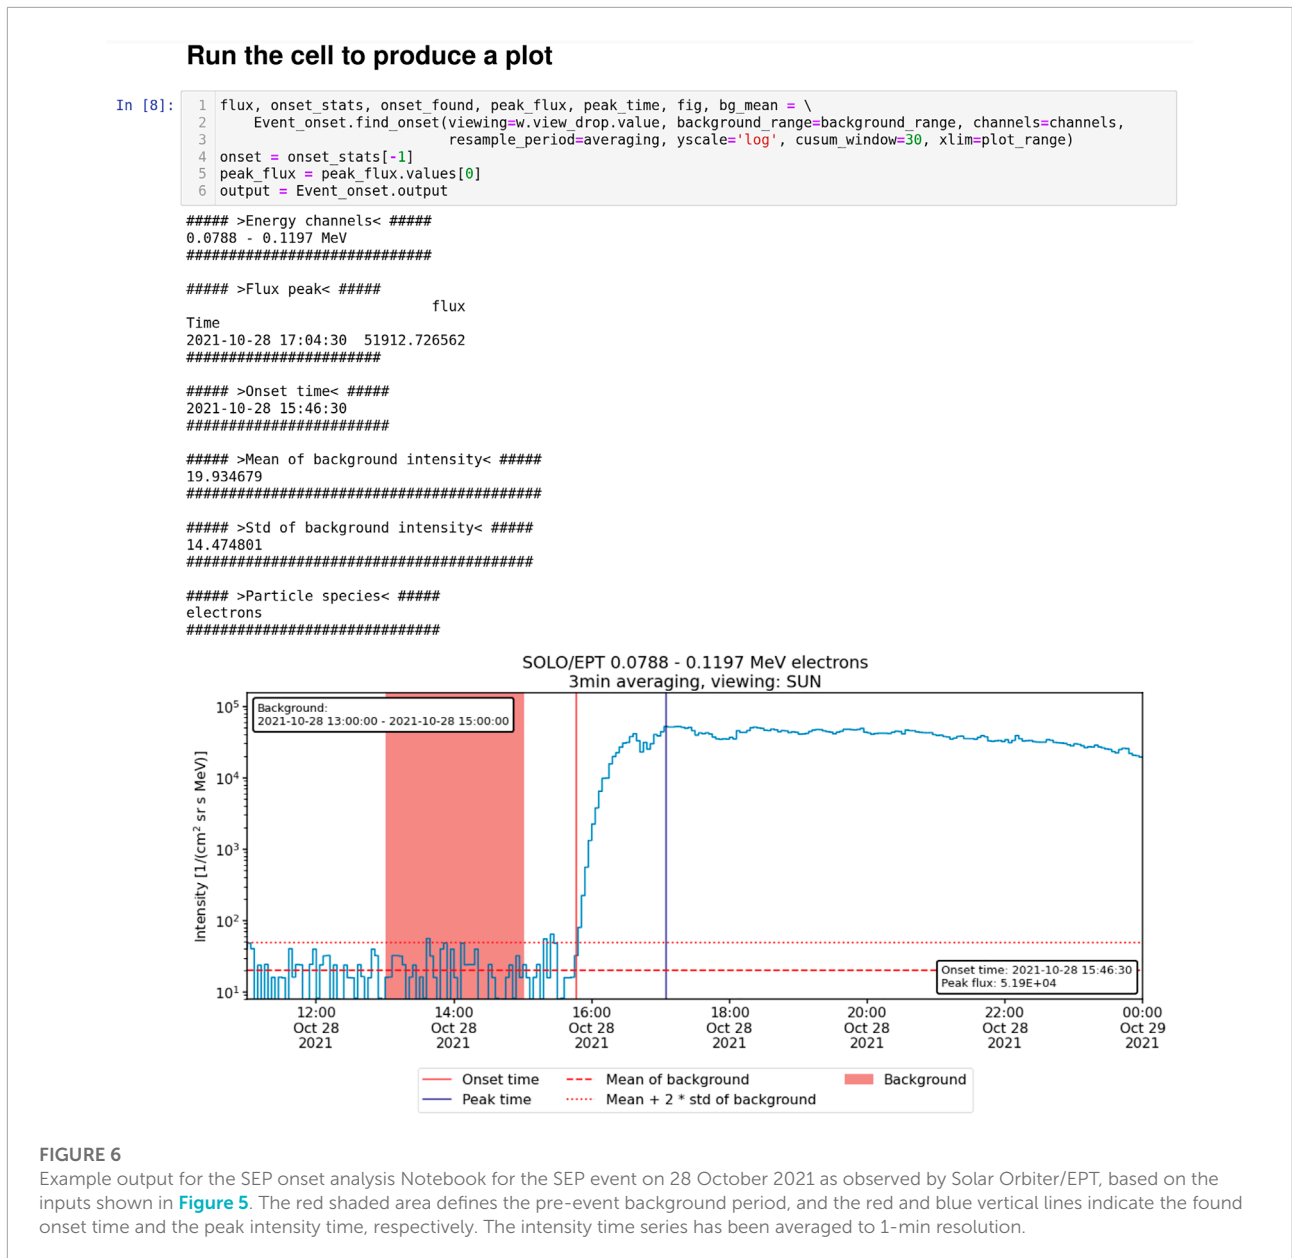 Run the cell to produce a plot
In [8]:
1 flux, onset_stats, onset_found, peak_flux, peak_time, fig, bg_mean = \
2     Event_onset.find_onset(viewing=w.view_drop.value, background_range=background_range, channels=channels,
3                            resample_period=averaging, yscale='log', cusum_window=30, xlim=plot_range)
4 onset = onset_stats[-1]
5 peak_flux = peak_flux.values[0]
6 output = Event_onset.output
##### >Energy channels< #####
0.0788 - 0.1197 MeV
#############################
##### >Flux peak< #####
flux
Time
2021-10-28 17:04:30  51912.726562
#######################
##### >Onset time< #####
2021-10-28 15:46:30
########################
##### >Mean of background intensity< #####
19.934679
##########################################
##### >Std of background intensity< #####
14.474801
#########################################
##### >Particle species< #####
electrons
##############################
SOLO/EPT 0.0788 - 0.1197 MeV electrons
3min averaging, viewing: SUN
Background:
2021-10-28 13:00:00 - 2021-10-28 15:00:00
Intensity [1/(cm² sr s MeV)]
10⁵
10⁴
10³
10²
10¹
Onset time: 2021-10-28 15:46:30
Peak flux: 5.19E+04
12:00 14:00 16:00 18:00 20:00 22:00 00:00
Oct 28 Oct 28 Oct 28 Oct 28 Oct 28 Oct 28 Oct 29
2021 2021 2021 2021 2021 2021 2021
Onset time Mean of background Background
Peak time Mean + 2 * std of background
FIGURE 6
Example output for the SEP onset analysis Notebook for the SEP event on 28 October 2021 as observed by Solar Orbiter/EPT, based on the
inputs shown in Figure 5. The red shaded area defines the pre-event background period, and the red and blue vertical lines indicate the found
onset time and the peak intensity time, respectively. The intensity time series has been averaged to 1-min resolution.